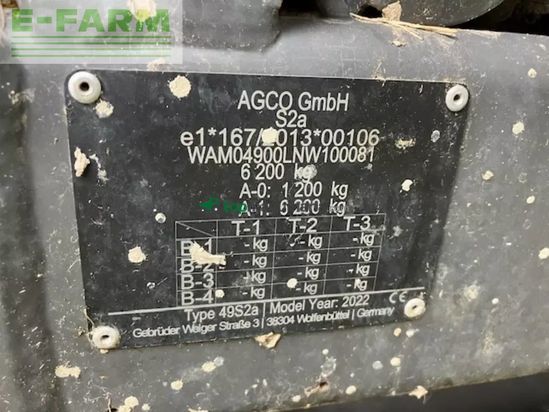 E-FARM
AGCO GmbH
S2a
e1*167/2013*00106
WAM04900LNW100081
6 200 kg
A-0: 1 200 kg
A-1: 6 200 kg
T-1 T-2 T-3
B-1 -kg -kg -kg
B-2 -kg -kg -kg
B-3 -kg -kg -kg
B-4 -kg -kg -kg
Type 49S2a | Model Year: 2022
Gebrüder Welger Straße 3 | 38304 Wolfenbüttel | Germany CE